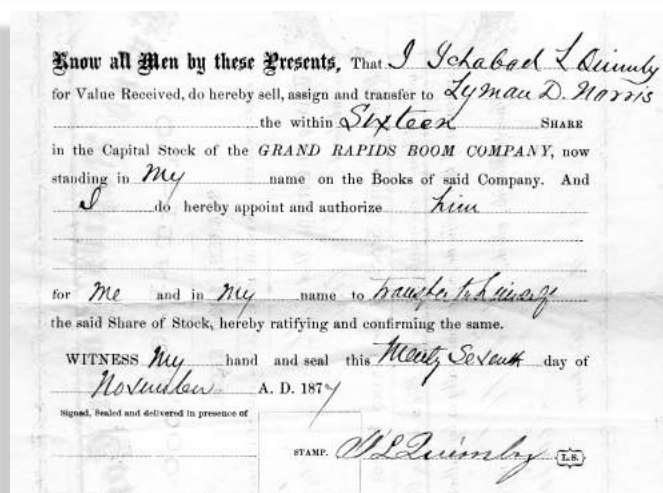 Know all Men by these Presents, That I Ichabod L Quimby
for Value Received, do hereby sell, assign and transfer to Lyman D. Norris
the within Sixteen SHARE
in the Capital Stock of the GRAND RAPIDS BOOM COMPANY, now
standing in My name on the Books of said Company. And
I do hereby appoint and authorize him
for Me and in My name to transfer to himself
the said Share of Stock, hereby ratifying and confirming the same.
WITNESS My hand and seal this Twenty Seventh day of
November A. D. 1877
Signed, Sealed and delivered in presence of
STAMP. I L Quimby L.S.